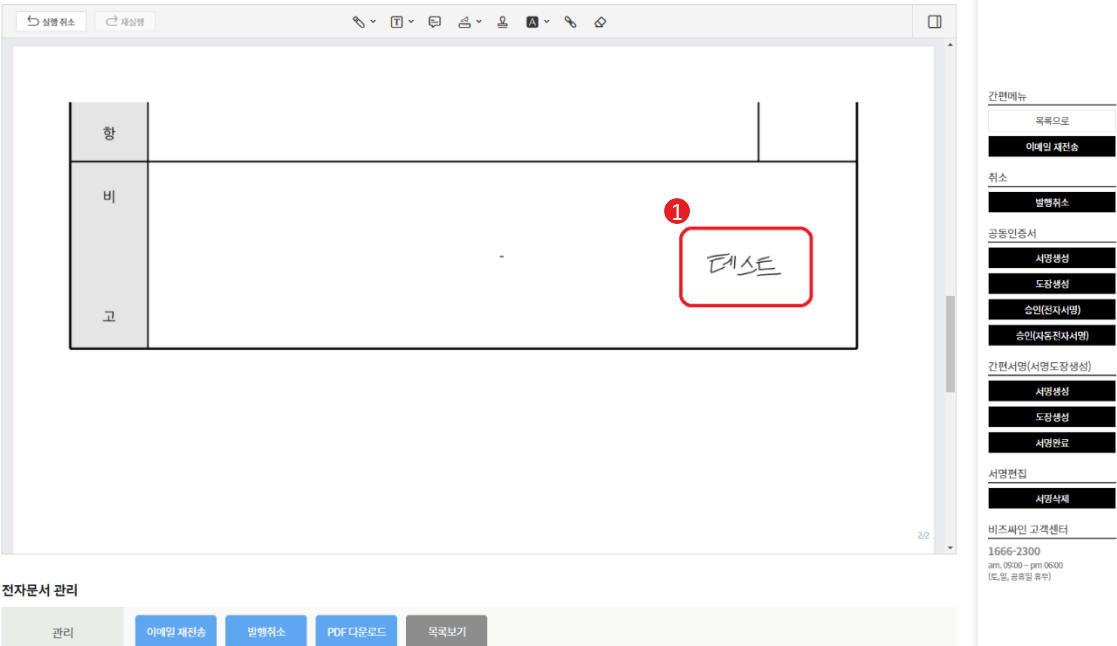 실행 취소 재실행
T A
항
비
고
-
1
테스트
2/2
간편메뉴
목록으로
이메일 재전송
취소
발행취소
공동인증서
서명생성
도장생성
승인(전자서명)
승인(자동전자서명)
간편서명(서명도장생성)
서명생성
도장생성
서명완료
서명편집
서명삭제
비즈싸인 고객센터
1666-2300
am. 09:00 ~ pm 06:00
(토,일, 공휴일 휴무)
전자문서 관리
관리 이메일 재전송 발행취소 PDF 다운로드 목록보기